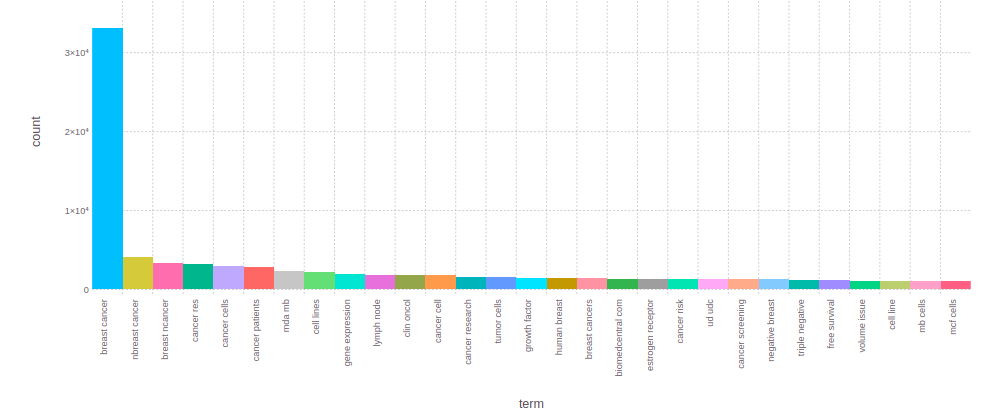 count
3×10⁴
2×10⁴
1×10⁴
0
breast cancer
nbreast cancer
breast ncancer
cancer res
cancer cells
cancer patients
mda mb
cell lines
gene expression
lymph node
clin oncol
cancer cell
cancer research
tumor cells
growth factor
human breast
breast cancers
biomedcentral com
estrogen receptor
cancer risk
ud udc
cancer screening
negative breast
triple negative
free survival
volume issue
cell line
mb cells
mcf cells
term